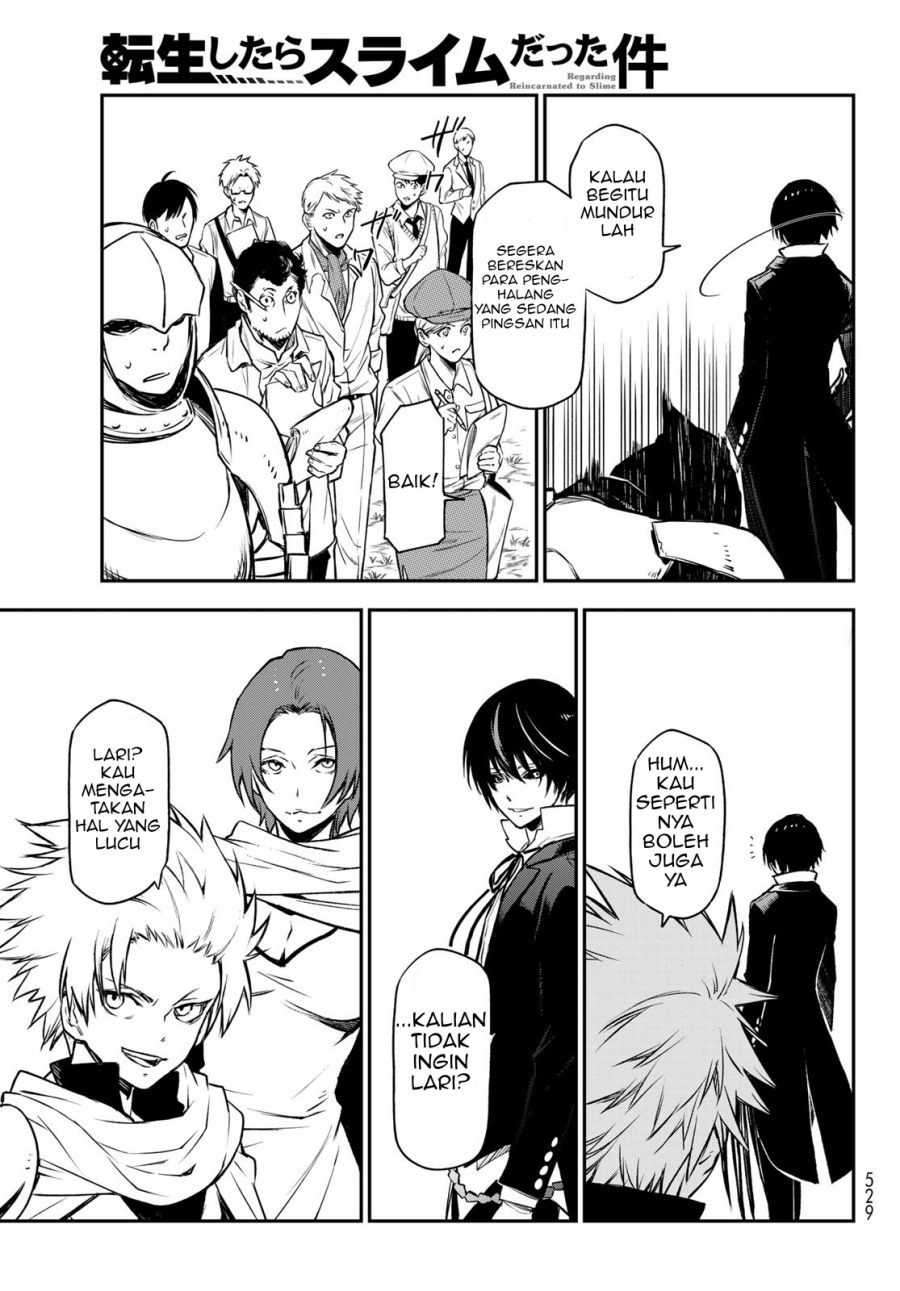 転生したらスライムだった件
Regarding
Reincarnated to Slime
KALAU
BEGITU
MUNDUR
LAH
SEGERA
BERESKAN
PARA PENG-
HALANG
YANG SEDANG
PINGSAN ITU
BAIK!
HUM...
KAU
SEPERTI
NYA
BOLEH
JUGA
YA
...KALIAN
TIDAK
INGIN
LARI?
LARI?
KAU
MENGA-
TAKAN
HAL YANG
LUCU
529